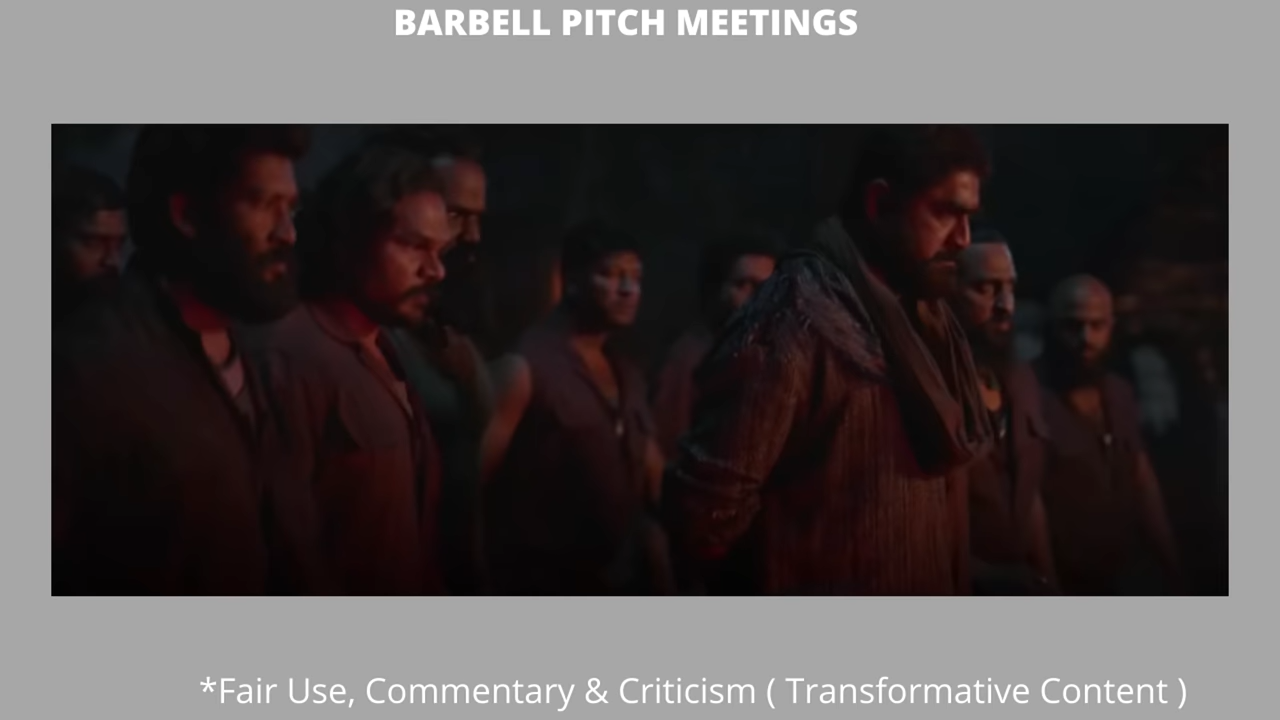 BARBELL PITCH MEETINGS
*Fair Use, Commentary & Criticism ( Transformative Content )